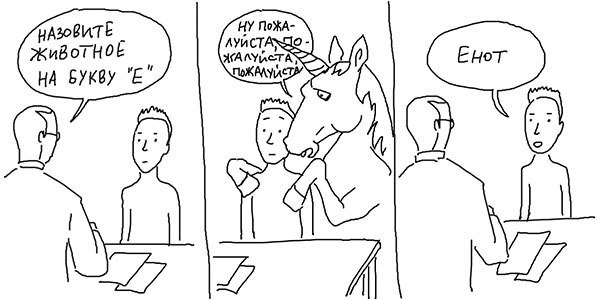 НАЗОВИТЕ
ЖИВОТНОЕ
НА БУКВУ "Е"
НУ ПОЖА-
ЛУЙСТА, ПО-
ЖАЛУЙСТА,
ПОЖАЛУЙСТА
ЕНОТ